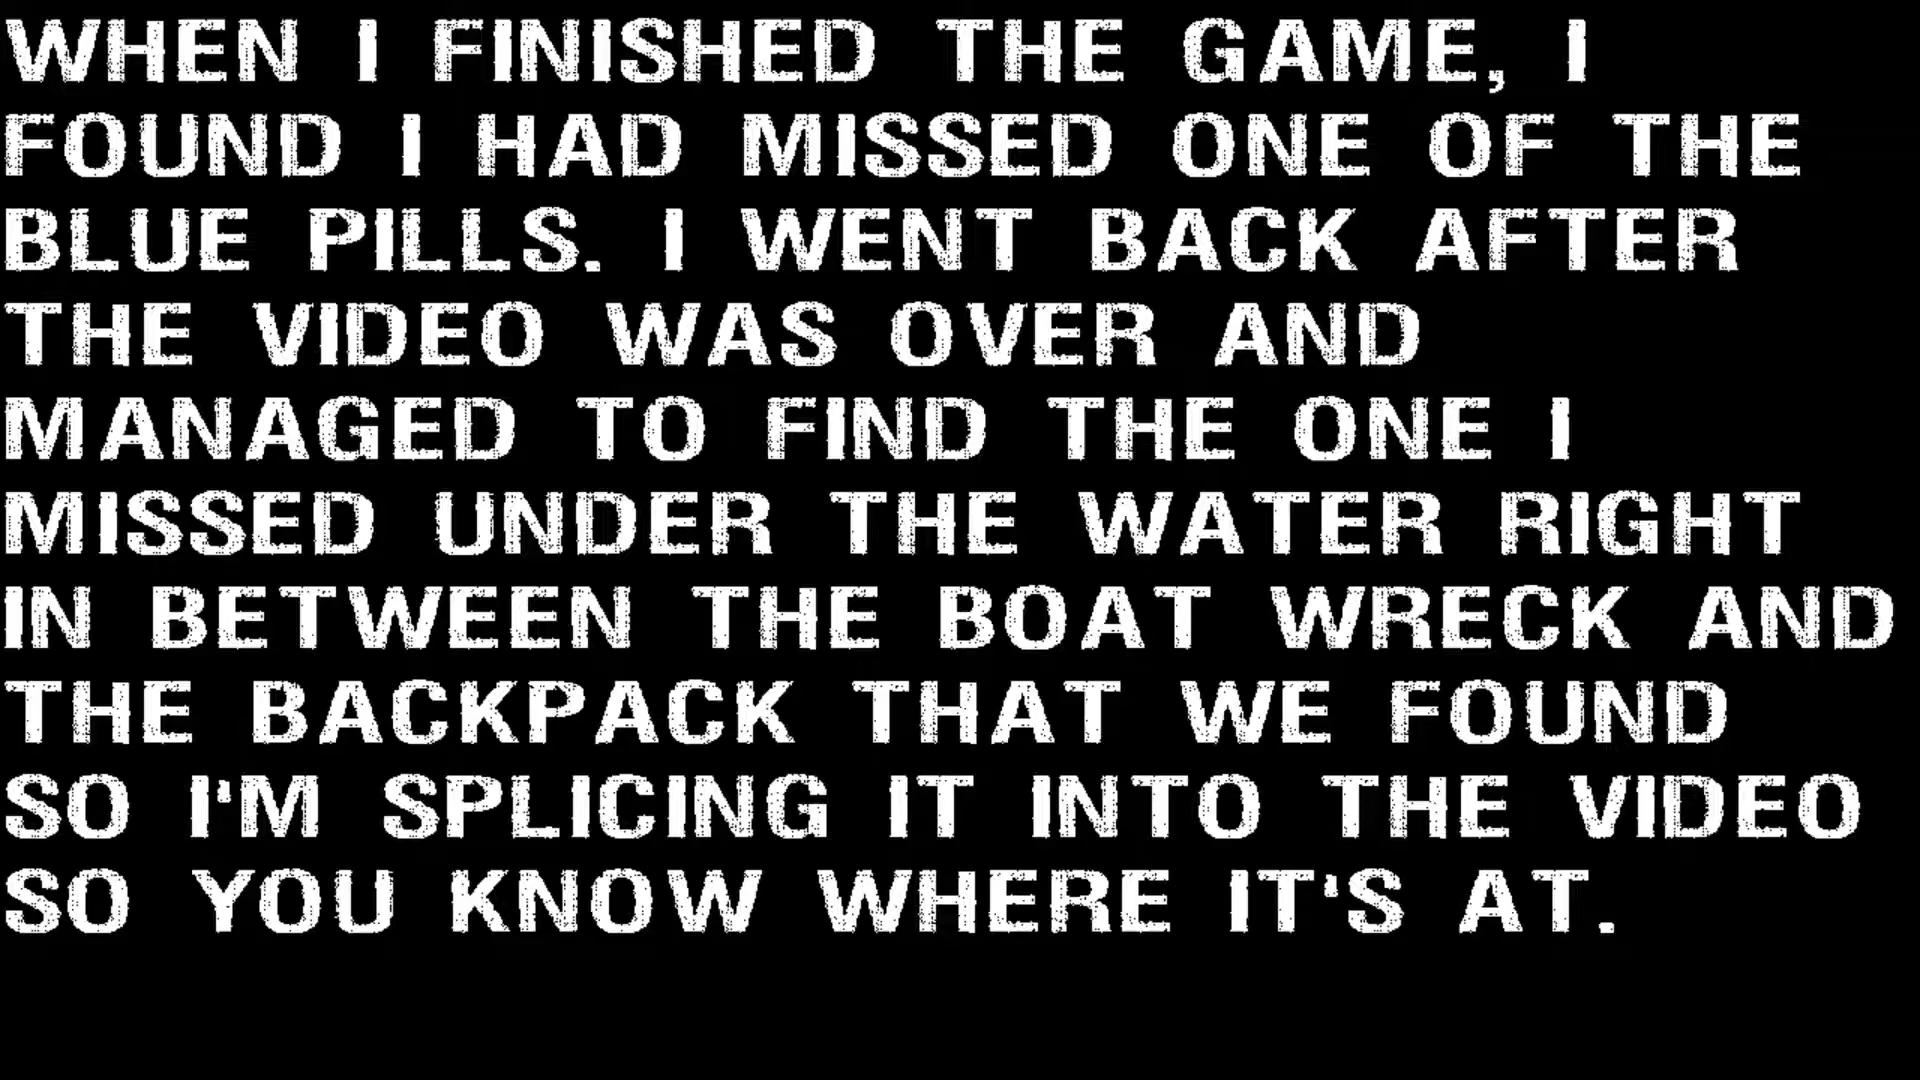 WHEN I FINISHED THE GAME, I
FOUND I HAD MISSED ONE OF THE
BLUE PILLS. I WENT BACK AFTER
THE VIDEO WAS OVER AND
MANAGED TO FIND THE ONE I
MISSED UNDER THE WATER RIGHT
IN BETWEEN THE BOAT WRECK AND
THE BACKPACK THAT WE FOUND
SO I'M SPLICING IT INTO THE VIDEO
SO YOU KNOW WHERE IT'S AT.